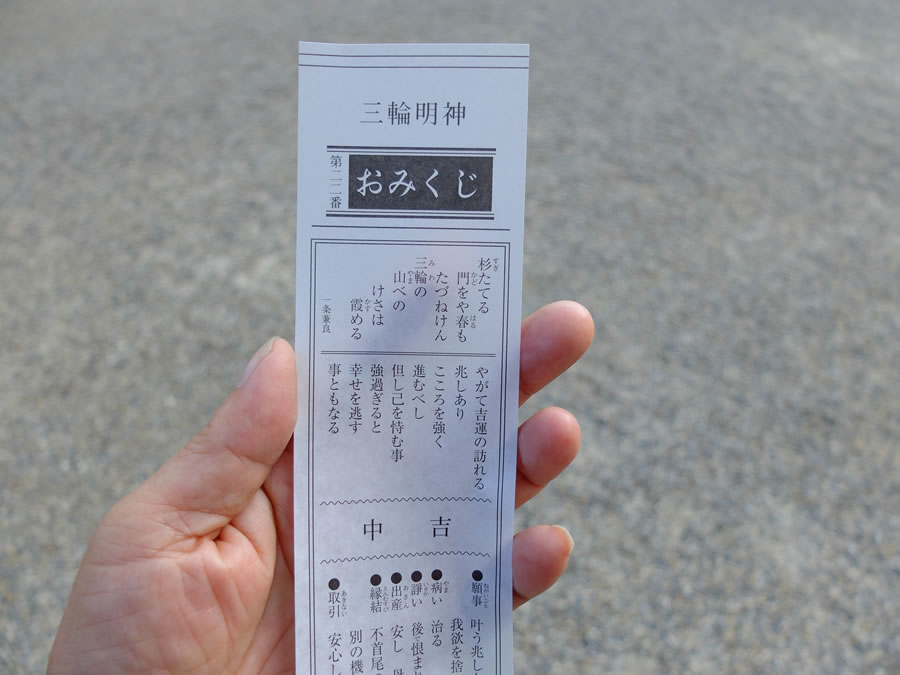 三輪明神
おみくじ
第二二番
杉たてる
門をや春も
たづねけん
三輪の
山べの
けさは
霞める
一条兼良
やがて吉運の訪れる
兆しあり
こころを強く
進むべし
但し己を恃む事
強過ぎると
幸せを逃す
事ともなる
中吉
●願事 叶う兆し
我欲を捨
●病い 治る
●諍い 後で恨ま
●出産 安し
●縁結 不首尾
別の機
●取引 安心し